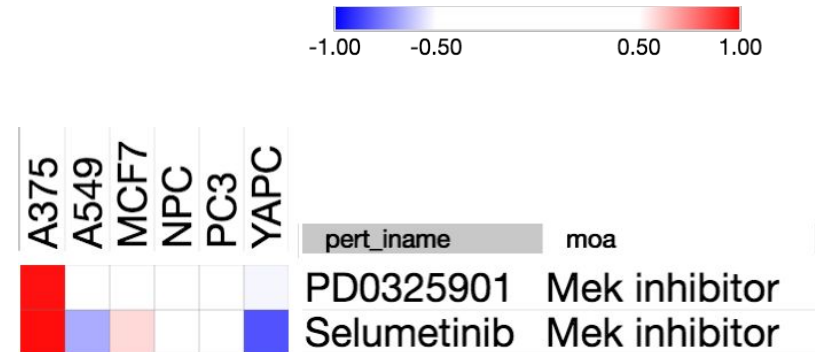 -1.00 -0.50 0.50 1.00
A375 A549 MCF7 NPC PC3 YAPC
pert_iname moa
PD0325901 Mek inhibitor
Selumetinib Mek inhibitor